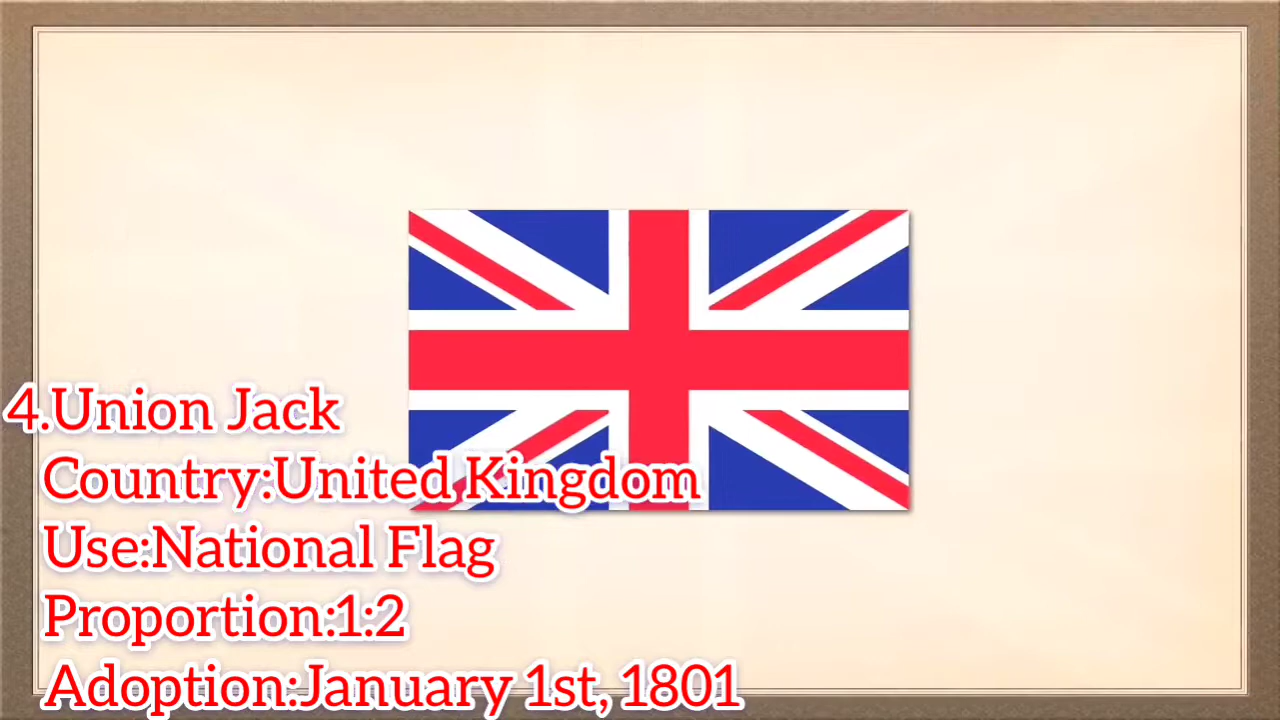 4.Union Jack
Country:United Kingdom
Use:National Flag
Proportion:1:2
Adoption:January 1st, 1801